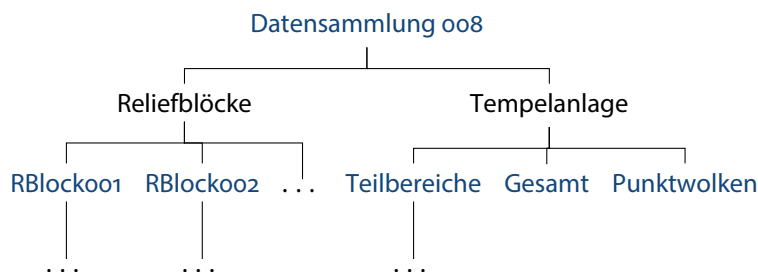 Datensammlung 008
Reliefblöcke Tempelanlage
RBlock001 RBlock002 ... Teilbereiche Gesamt Punktwolken
... ... ...